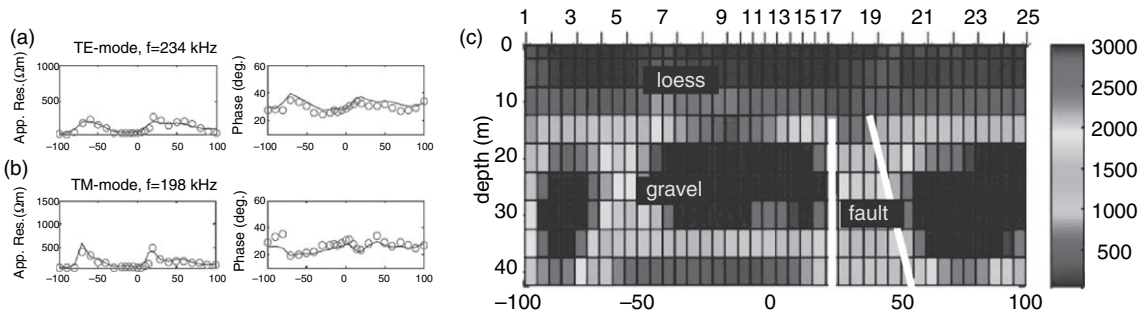 (a)
TE-mode, f=234 kHz
App. Res.(Ωm)
1000
500
−100 −50 0 50 100
Phase (deg.)
60
40
20
−100 −50 0 50 100
(b)
TM-mode, f=198 kHz
App. Res.(Ωm)
1500
1000
500
−100 −50 0 50 100
Phase (deg.)
60
40
20
−100 −50 0 50 100
(c)
1 3 5 7 9 11 13 15 17 19 21 23 25
depth (m)
0
10
20
30
40
loess
gravel
fault
−100 −50 0 50 100
3000
2500
2000
1500
1000
500